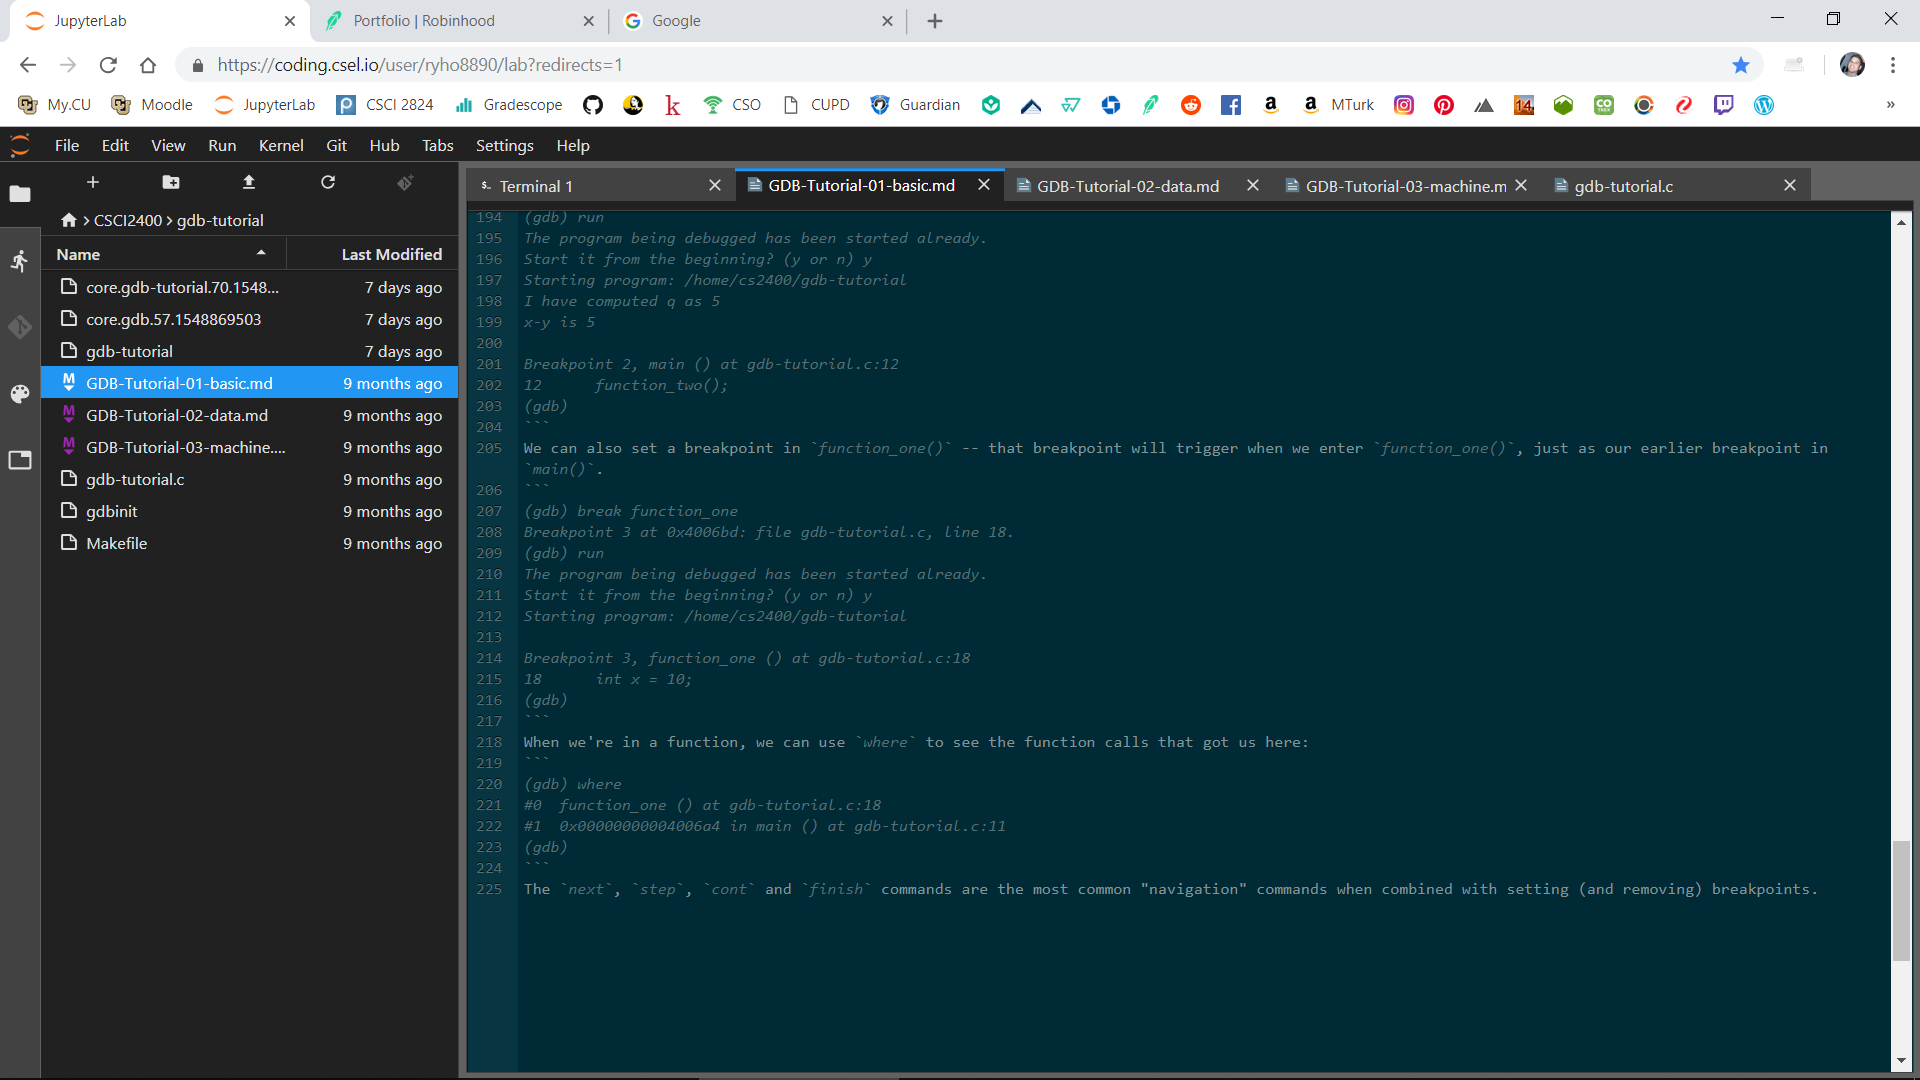 JupyterLab
Portfolio | Robinhood
Google
https://coding.csel.io/user/ryho8890/lab?redirects=1
My.CU Moodle JupyterLab CSCI 2824 Gradescope k CSO CUPD Guardian MTurk »
File Edit View Run Kernel Git Hub Tabs Settings Help
Terminal 1
GDB-Tutorial-01-basic.md
GDB-Tutorial-02-data.md
GDB-Tutorial-03-machine.m
gdb-tutorial.c
CSCI2400 > gdb-tutorial
Name Last Modified
core.gdb-tutorial.70.1548... 7 days ago
core.gdb.57.1548869503 7 days ago
gdb-tutorial 7 days ago
GDB-Tutorial-01-basic.md 9 months ago
GDB-Tutorial-02-data.md 9 months ago
GDB-Tutorial-03-machine.... 9 months ago
gdb-tutorial.c 9 months ago
gdbinit 9 months ago
Makefile 9 months ago
194 (gdb) run
195 The program being debugged has been started already.
196 Start it from the beginning? (y or n) y
197 Starting program: /home/cs2400/gdb-tutorial
198 I have computed q as 5
199 x-y is 5
200
201 Breakpoint 2, main () at gdb-tutorial.c:12
202 12 function_two();
203 (gdb)
204 ```
205 We can also set a breakpoint in `function_one()` -- that breakpoint will trigger when we enter `function_one()`, just as our earlier breakpoint in
`main()`.
206 ```
207 (gdb) break function_one
208 Breakpoint 3 at 0x4006bd: file gdb-tutorial.c, line 18.
209 (gdb) run
210 The program being debugged has been started already.
211 Start it from the beginning? (y or n) y
212 Starting program: /home/cs2400/gdb-tutorial
213
214 Breakpoint 3, function_one () at gdb-tutorial.c:18
215 18 int x = 10;
216 (gdb)
217 ```
218 When we're in a function, we can use `where` to see the function calls that got us here:
219 ```
220 (gdb) where
221 #0 function_one () at gdb-tutorial.c:18
222 #1 0x00000000004006a4 in main () at gdb-tutorial.c:11
223 (gdb)
224 ```
225 The `next`, `step`, `cont` and `finish` commands are the most common "navigation" commands when combined with setting (and removing) breakpoints.